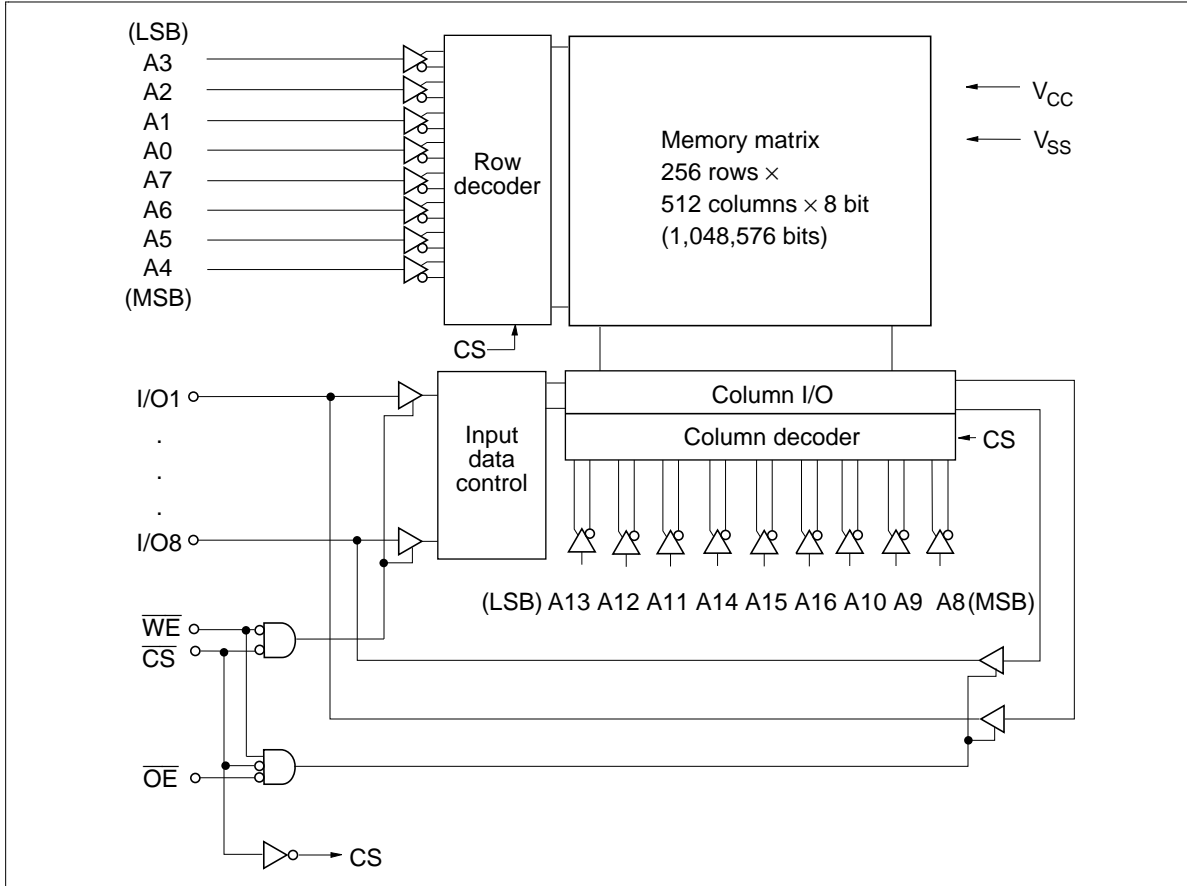 (LSB)
A3
A2
A1
A0
A7
A6
A5
A4
(MSB)
Row
decoder
CS
Memory matrix
256 rows ×
512 columns × 8 bit
(1,048,576 bits)
VCC
VSS
I/O1
.
.
.
I/O8
Input
data
control
Column I/O
Column decoder
CS
(LSB) A13 A12 A11 A14 A15 A16 A10 A9 A8 (MSB)
WE
CS
OE
CS